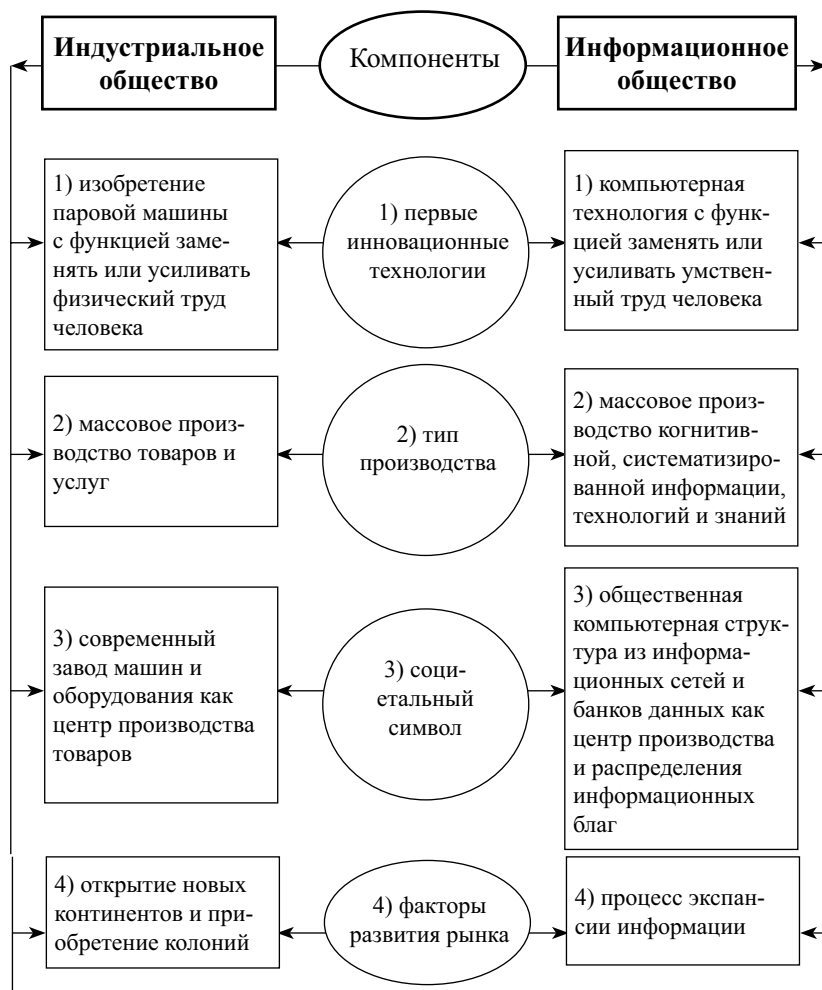 Индустриальное
общество
Компоненты
Информационное
общество
1) изобретение
паровой машины
с функцией заме-
нять или усиливать
физический труд
человека
1) первые
инновационные
технологии
1) компьютерная
технология с функ-
цией заменять или
усиливать умствен-
ный труд человека
2) массовое произ-
водство товаров и
услуг
2) тип
производства
2) массовое произ-
водство когнитив-
ной, систематизиро-
ванной информации,
технологий и знаний
3) современный
завод машин и
оборудования как
центр производства
товаров
3) соци-
етальный
символ
3) общественная
компьютерная струк-
тура из информа-
ционных сетей и
банков данных как
центр производства
и распределения
информационных
благ
4) открытие новых
континентов и при-
обретение колоний
4) факторы
развития рынка
4) процесс экспан-
сии информации